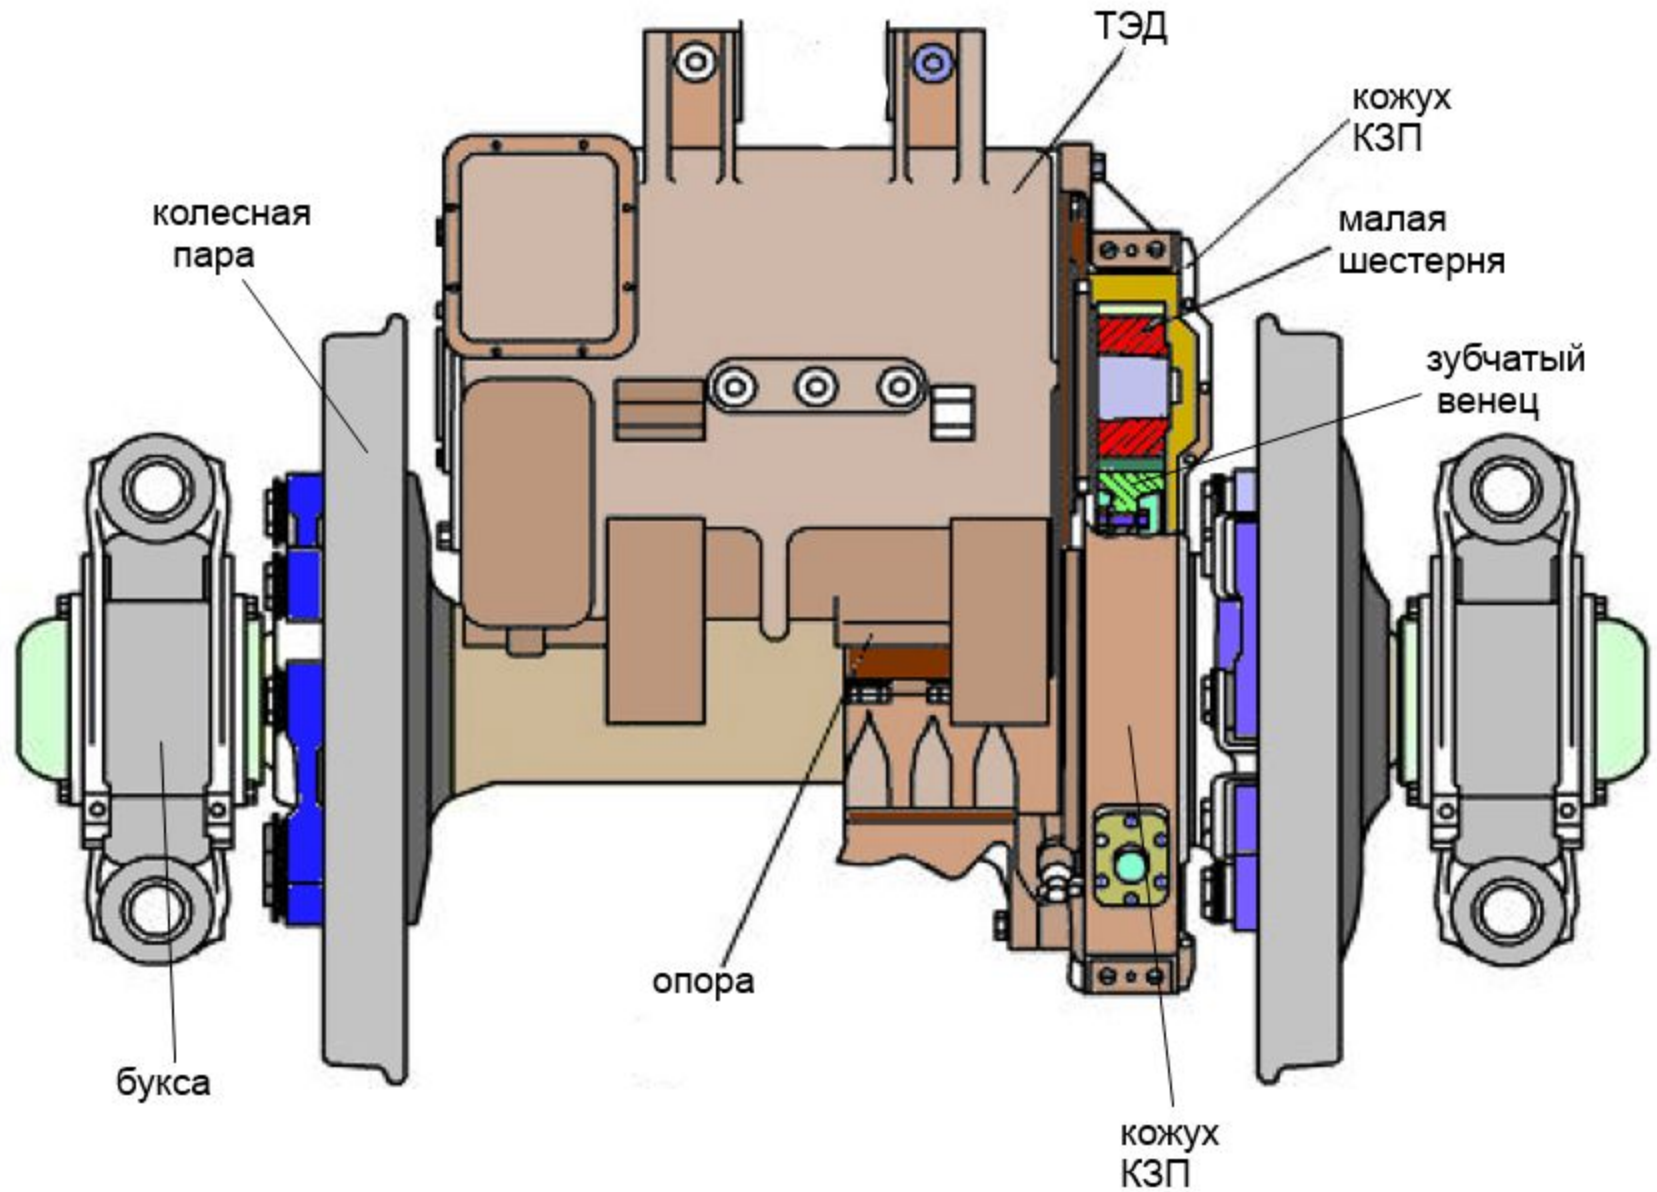 ТЭД
кожух
КЗП
колесная
пара
малая
шестерня
зубчатый
венец
опора
букса
кожух
КЗП